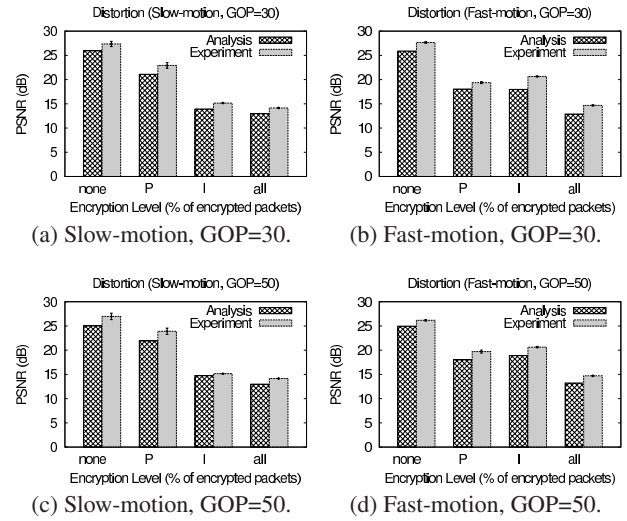 Distortion (Slow-motion, GOP=30)
30
25
20
15
10
5
0
PSNR (dB)
Analysis
Experiment
none P I all
Encryption Level (% of encrypted packets)
(a) Slow-motion, GOP=30.
Distortion (Fast-motion, GOP=30)
30
25
20
15
10
5
0
PSNR (dB)
Analysis
Experiment
none P I all
Encryption Level (% of encrypted packets)
(b) Fast-motion, GOP=30.
Distortion (Slow-motion, GOP=50)
30
25
20
15
10
5
0
PSNR (dB)
Analysis
Experiment
none P I all
Encryption Level (% of encrypted packets)
(c) Slow-motion, GOP=50.
Distortion (Fast-motion, GOP=50)
30
25
20
15
10
5
0
PSNR (dB)
Analysis
Experiment
none P I all
Encryption Level (% of encrypted packets)
(d) Fast-motion, GOP=50.